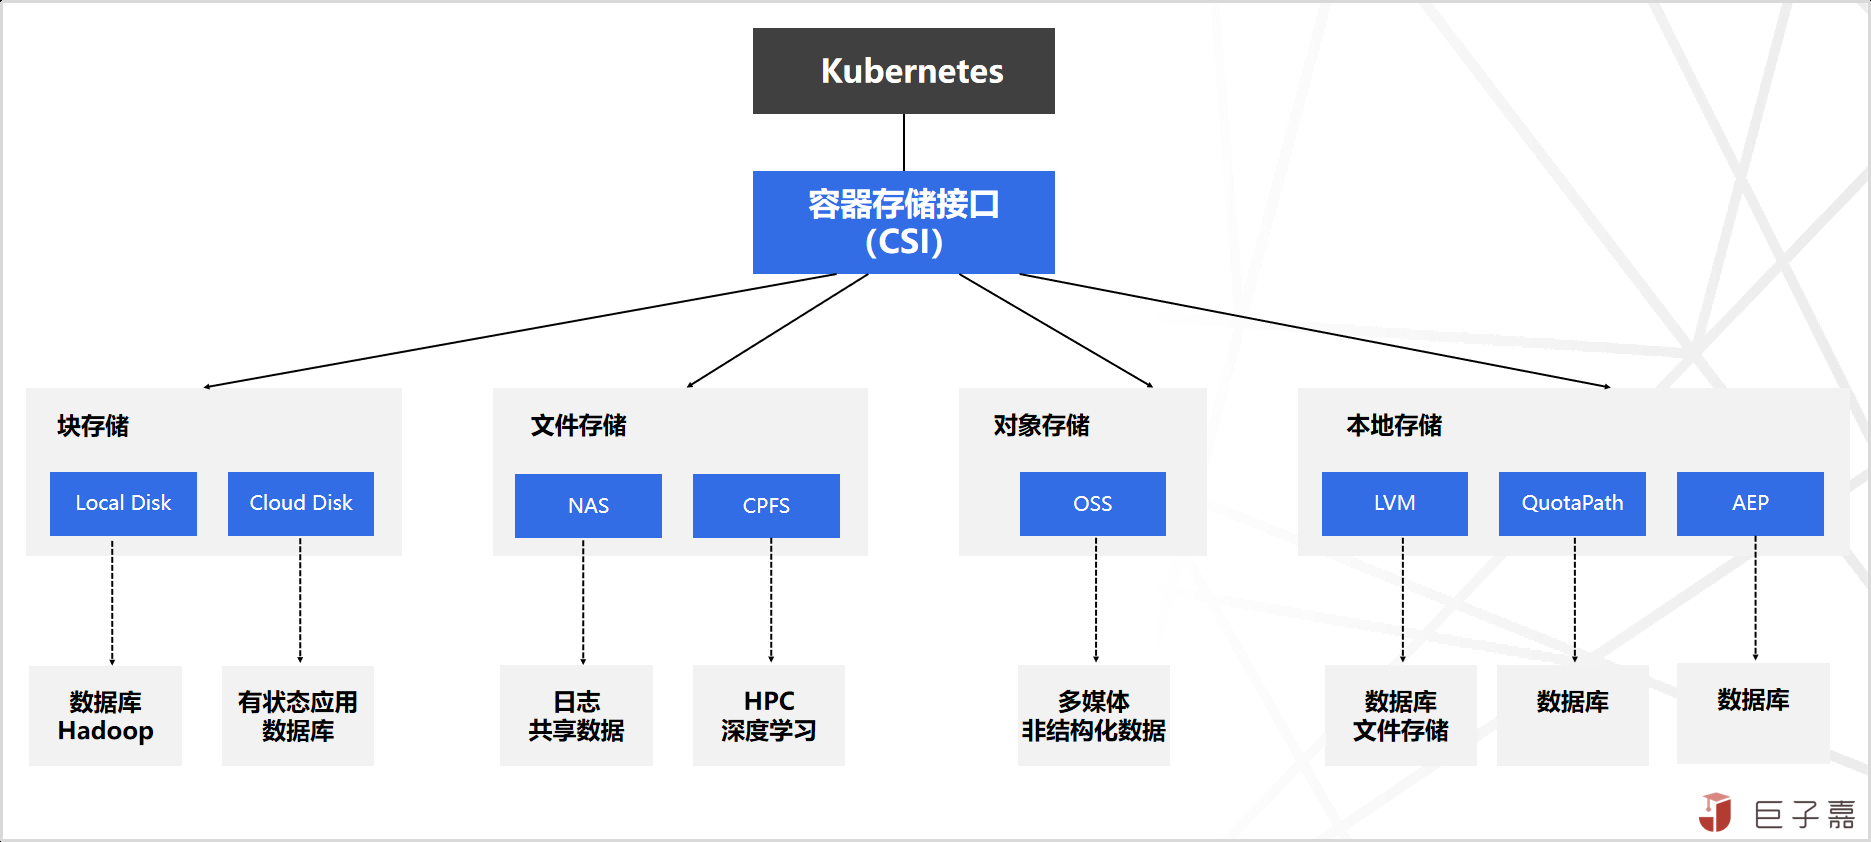 Kubernetes
容器存储接口
（CSI）
块存储
文件存储
对象存储
本地存储
Local Disk
Cloud Disk
NAS
CPFS
OSS
LVM
QuotaPath
AEP
数据库
Hadoop
有状态应用
数据库
日志
共享数据
HPC
深度学习
多媒体
非结构化数据
数据库
文件存储
数据库
数据库
巨子嘉